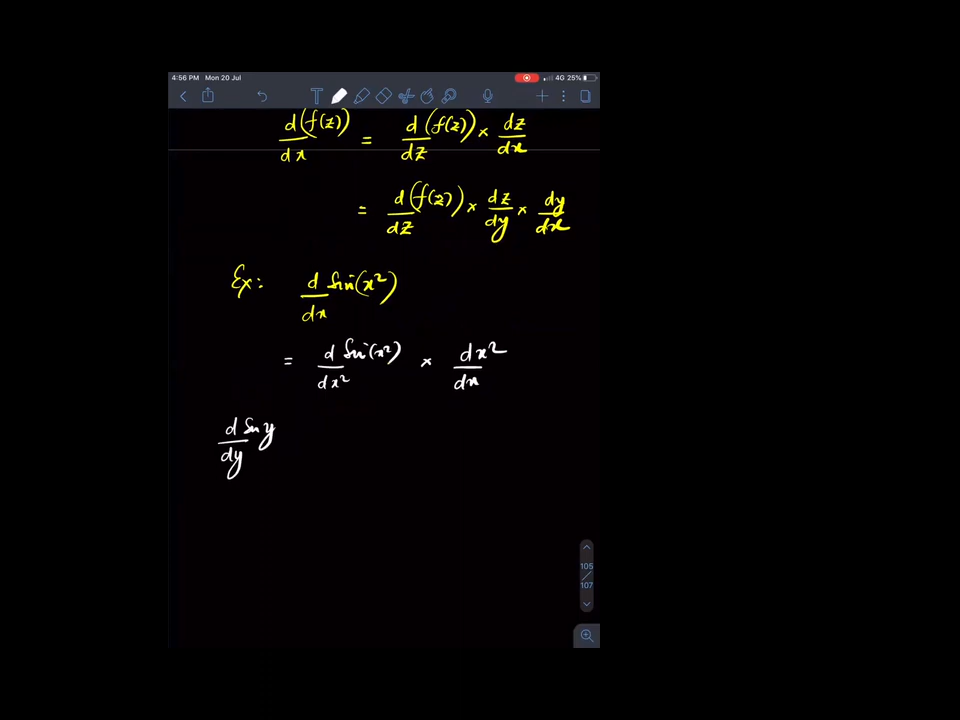 4:56 PM Mon 20 Jul
4G 25%
d(f(z))/dx = d(f(z))/dz × dz/dx
= d(f(z))/dz × dz/dy × dy/dx
Ex: d/dx Sin(x²)
= d Sin(x²)/dx² × dx²/dx
d Sin y/dy
105
107